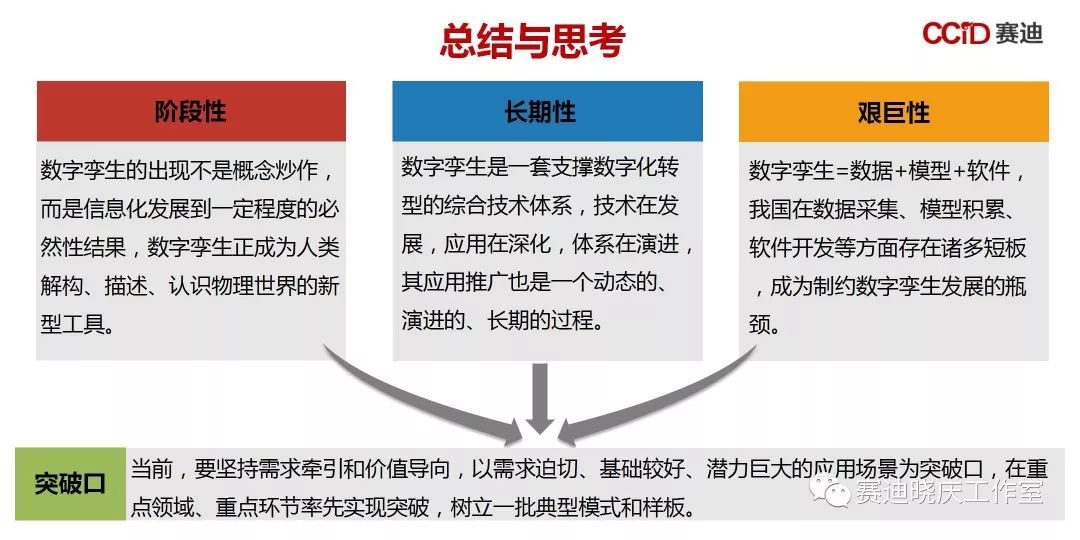 总结与思考
CCID 赛迪
阶段性
数字孪生的出现不是概念炒作，
而是信息化发展到一定程度的必
然性结果，数字孪生正成为人类
解构、描述、认识物理世界的新
型工具。
长期性
数字孪生是一套支撑数字化转
型的综合技术体系，技术在发
展，应用在深化，体系在演进，
其应用推广也是一个动态的、
演进的、长期的过程。
艰巨性
数字孪生=数据+模型+软件，
我国在数据采集、模型积累、
软件开发等方面存在诸多短板
，成为制约数字孪生发展的瓶
颈。
突破口
当前，要坚持需求牵引和价值导向，以需求迫切、基础较好、潜力巨大的应用场景为突破口，在重
点领域、重点环节率先实现突破，树立一批典型模式和样板。
赛迪晓庆工作室